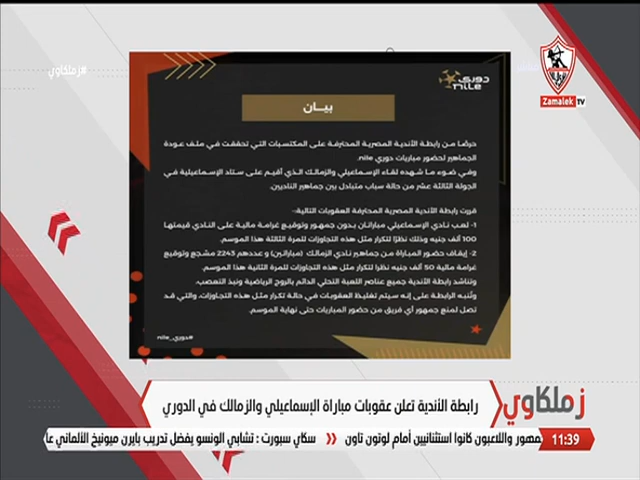 #زملكاوي
Zamalek TV
دوري
nile
بيـــان
حرصًا من رابطة الأندية المصرية المحترفة على المكتسبات التي تحققت في ملف عودة
الجماهير لحضور مباريات دوري nile.
وفي ضوء ما شهده لقاء الإسماعيلي والزمالك الذي أقيم على ستاد الإسماعيلية في
الجولة الثالثة عشر من حالة سباب متبادل بين جماهير الناديين.
قررت رابطة الأندية المصرية المحترفة العقوبات التالية:-
1- لعب نادي الإسماعيلي مباراتان بدون جمهور وتوقيع غرامة مالية على النادي قيمتها
100 ألف جنيه وذلك نظرًا لتكرار مثل هذه التجاوزات للمرة الثالثة هذا الموسم.
2- إيقاف حضور المباراة من جماهير نادي الزمالك (مباراتين) و عددهم 2243 مشجع وتوقيع
غرامة مالية 50 ألف جنيه نظرا لتكرار مثل هذه التجاوزات للمرة الثانية هذا الموسم.
وتناشد رابطة الأندية جميع عناصر اللعبة التحلي الدائم بالروح الرياضية ونبذ التعصب.
وتُنبه الرابطة على إنه سيتم تغليظ العقوبات في حالة تكرار مثل هذه التجاوزات، والتي قد
تصل لمنع جمهور أي فريق من حضور المباريات حتى نهاية الموسم.
#دوري_nile
زملكاوي
رابطة الأندية تعلن عقوبات مباراة الإسماعيلي والزمالك في الدوري
11:39
جمهور واللاعبون كانوا استثنائيين أمام لوتون تاون » سكاي سبورت : تشابي الونسو يفضل تدريب بايرن ميونيخ الألماني